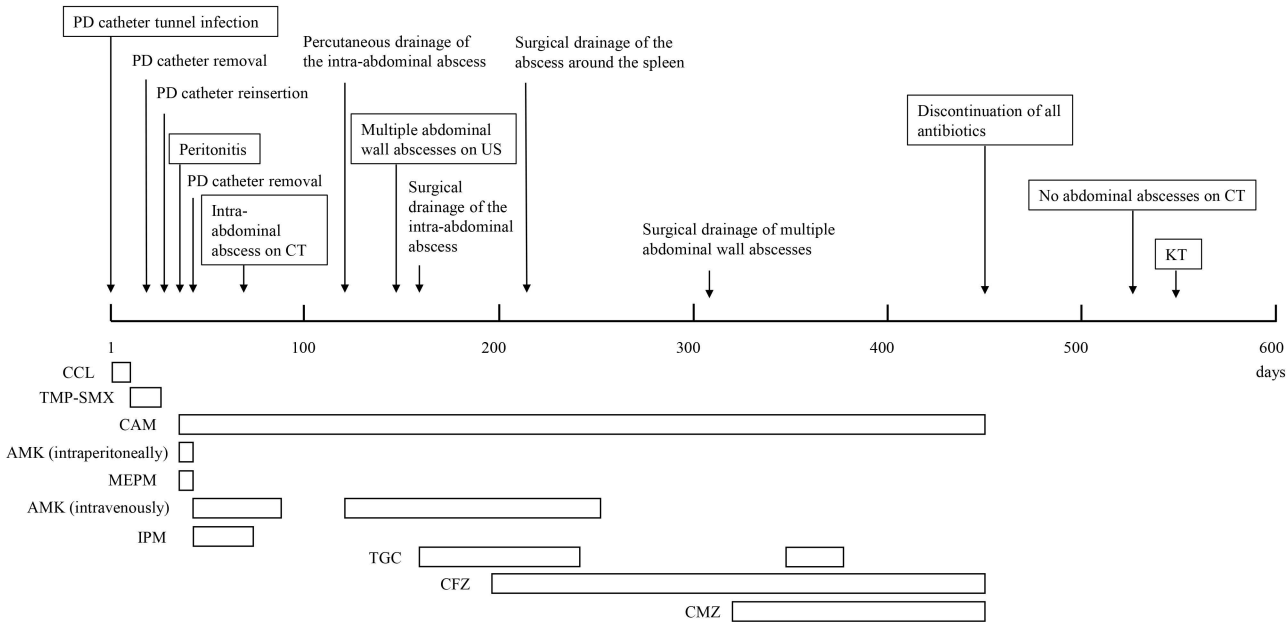 PD catheter tunnel infection
PD catheter removal
PD catheter reinsertion
Peritonitis
PD catheter removal
Intra-
abdominal
abscess on CT
Percutaneous drainage of
the intra-abdominal abscess
Multiple abdominal
wall abscesses on US
Surgical
drainage of the
intra-abdominal
abscess
Surgical drainage of the
abscess around the spleen
Surgical drainage of multiple
abdominal wall abscesses
Discontinuation of all
antibiotics
No abdominal abscesses on CT
KT
1 100 200 300 400 500 600
days
CCL
TMP-SMX
CAM
AMK (intraperitoneally)
MEPM
AMK (intravenously)
IPM
TGC
CFZ
CMZ